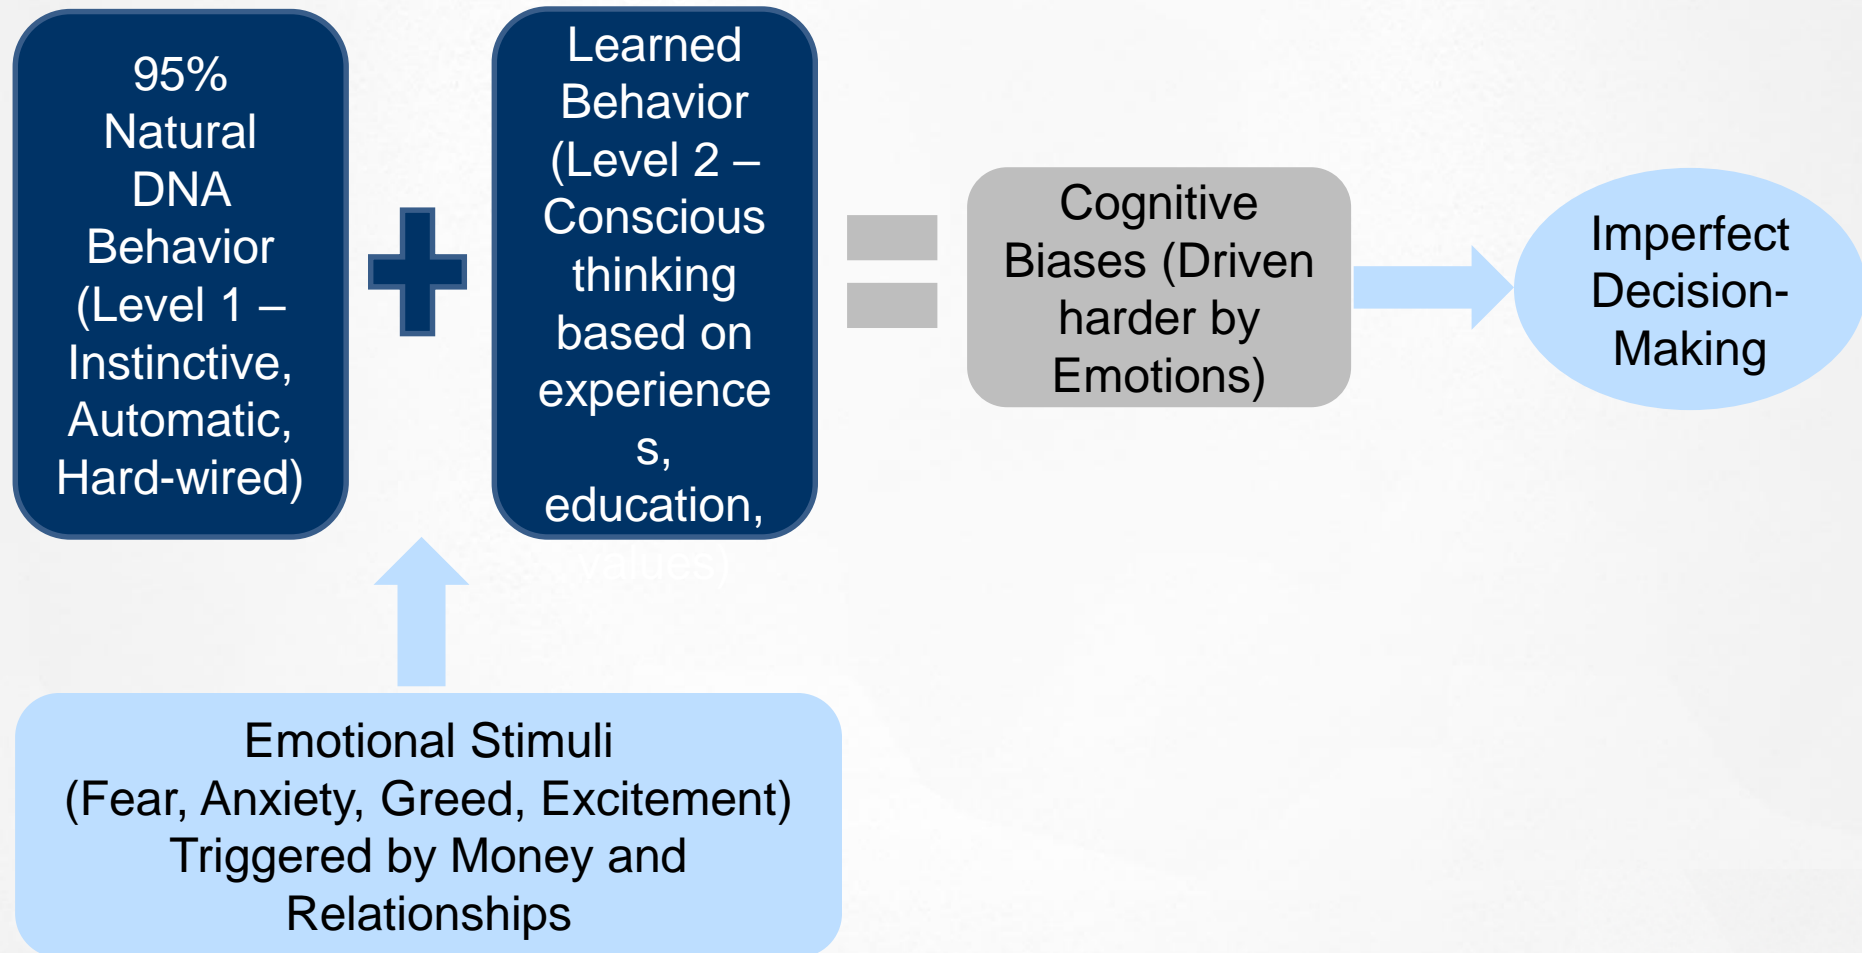 95%
Natural
DNA
Behavior
(Level 1 –
Instinctive,
Automatic,
Hard-wired)
Learned
Behavior
(Level 2 –
Conscious
thinking
based on
experience
s,
education,
values)
Cognitive
Biases (Driven
harder by
Emotions)
Imperfect
Decision-
Making
Emotional Stimuli
(Fear, Anxiety, Greed, Excitement)
Triggered by Money and
Relationships